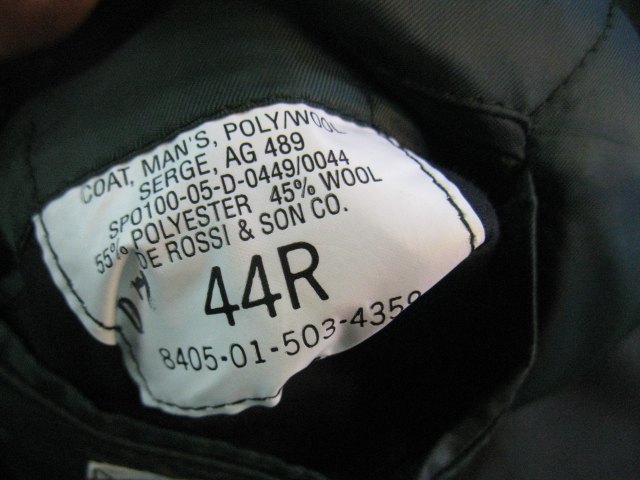 COAT, MAN'S, POLY/WOOL
SERGE, AG 489
SPO100-05-D-0449/0044
55% POLYESTER 45% WOOL
DE ROSSI & SON CO.
44R
8405-01-503-4359